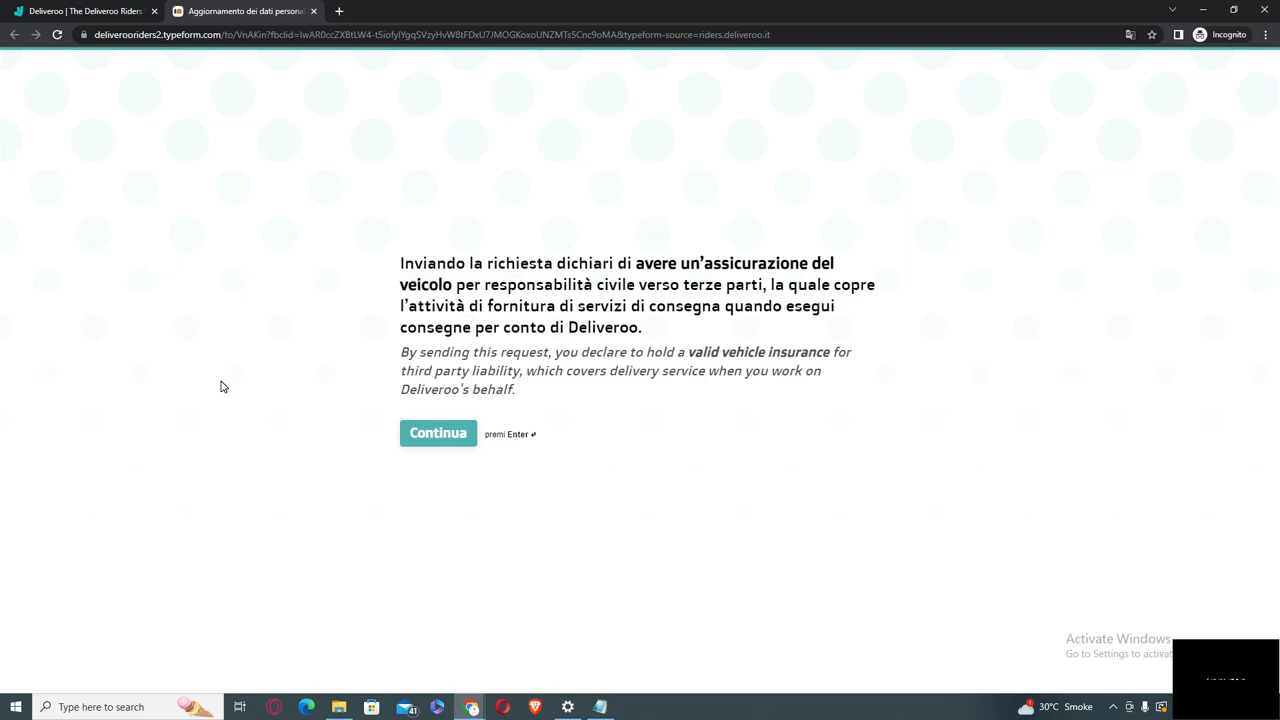 Deliveroo | The Deliveroo Riders
Aggiornamento dei dati personal
deliverooriders2.typeform.com/to/VnAKin?fbclid=IwAR0ccZX8tLW4-t5iofyIYgqSVzyHvW8tFDxU7JMOGKoxoUNZMTs5Cnc9oMA&typeform-source=riders.deliveroo.it
Incognito
Inviando la richiesta dichiari di avere un’assicurazione del
veicolo per responsabilità civile verso terze parti, la quale copre
l’attività di fornitura di servizi di consegna quando esegui
consegne per conto di Deliveroo.
By sending this request, you declare to hold a valid vehicle insurance for
third party liability, which covers delivery service when you work on
Deliveroo's behalf.
Continua
premi Enter ↵
Activate Windows
Go to Settings to activat
Type here to search
41
30°C Smoke